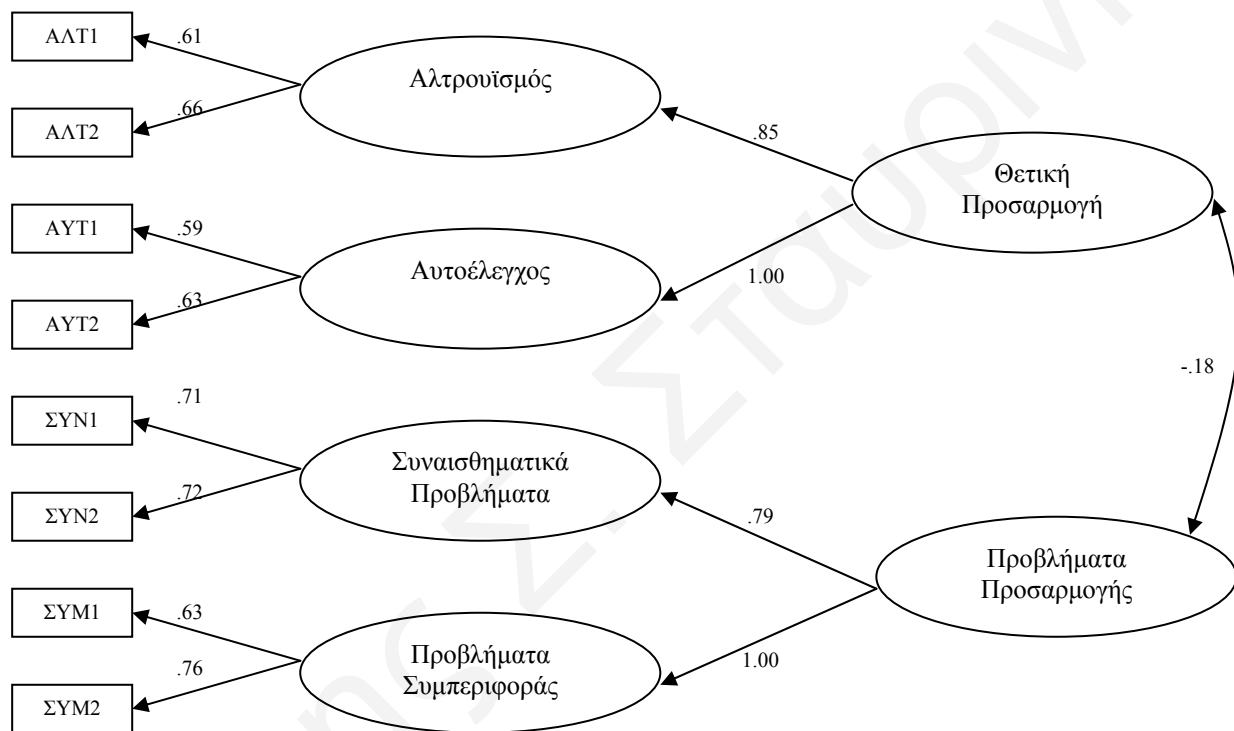 ΑΛΤ1
.61
Αλτρουϊσμός
ΑΛΤ2
.66
.85
Θετική
Προσαρμογή
ΑΥΤ1
.59
Αυτοέλεγχος
ΑΥΤ2
.63
1.00
-.18
ΣΥΝ1
.71
Συναισθηματικά
Προβλήματα
ΣΥΝ2
.72
.79
Προβλήματα
Προσαρμογής
ΣΥΜ1
.63
Προβλήματα
Συμπεριφοράς
ΣΥΜ2
.76
1.00